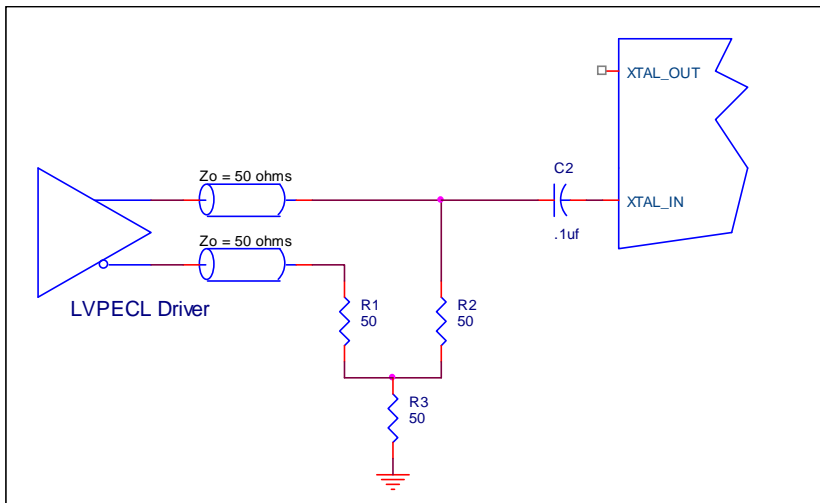 XTAL_OUT
C2
Zo = 50 ohms
XTAL_IN
.1uf
Zo = 50 ohms
LVPECL Driver
R1
50
R2
50
R3
50